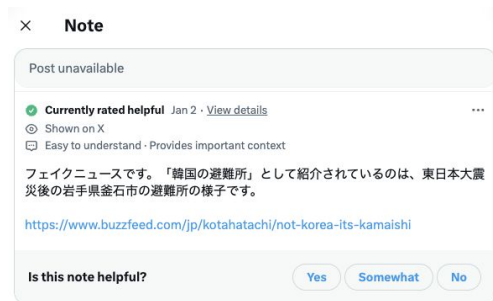 Note
Post unavailable
Currently rated helpful Jan 2 · View details
Shown on X
Easy to understand · Provides important context
フェイクニュースです。「韓国の避難所」として紹介されているのは、東日本大震
災後の岩手県釜石市の避難所の様子です。
https://www.buzzfeed.com/jp/kotahatachi/not-korea-its-kamaishi
Is this note helpful? Yes Somewhat No